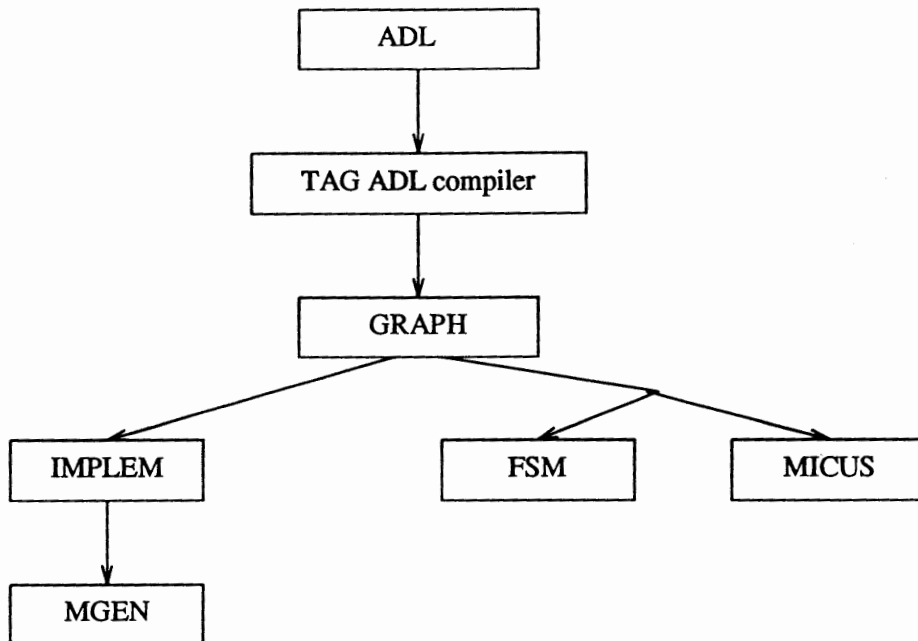 ADL
TAG ADL compiler
GRAPH
IMPLEM
FSM
MICUS
MGEN